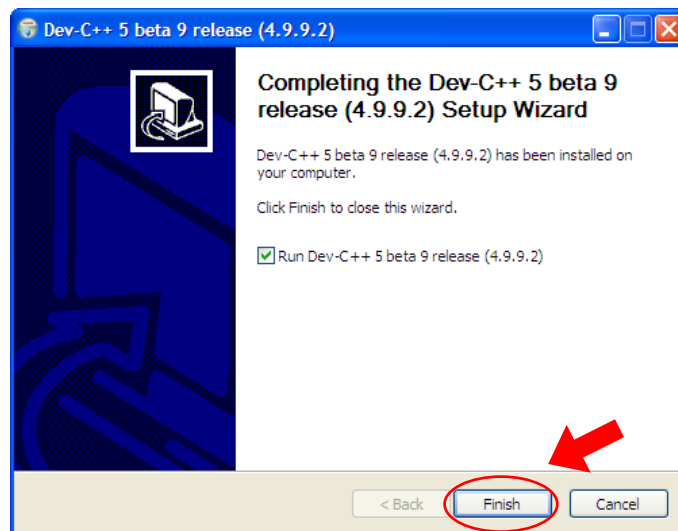 Dev-C++ 5 beta 9 release (4.9.9.2)
Completing the Dev-C++ 5 beta 9
release (4.9.9.2) Setup Wizard
Dev-C++ 5 beta 9 release (4.9.9.2) has been installed on
your computer.
Click Finish to close this wizard.
Run Dev-C++ 5 beta 9 release (4.9.9.2)
< Back Finish Cancel